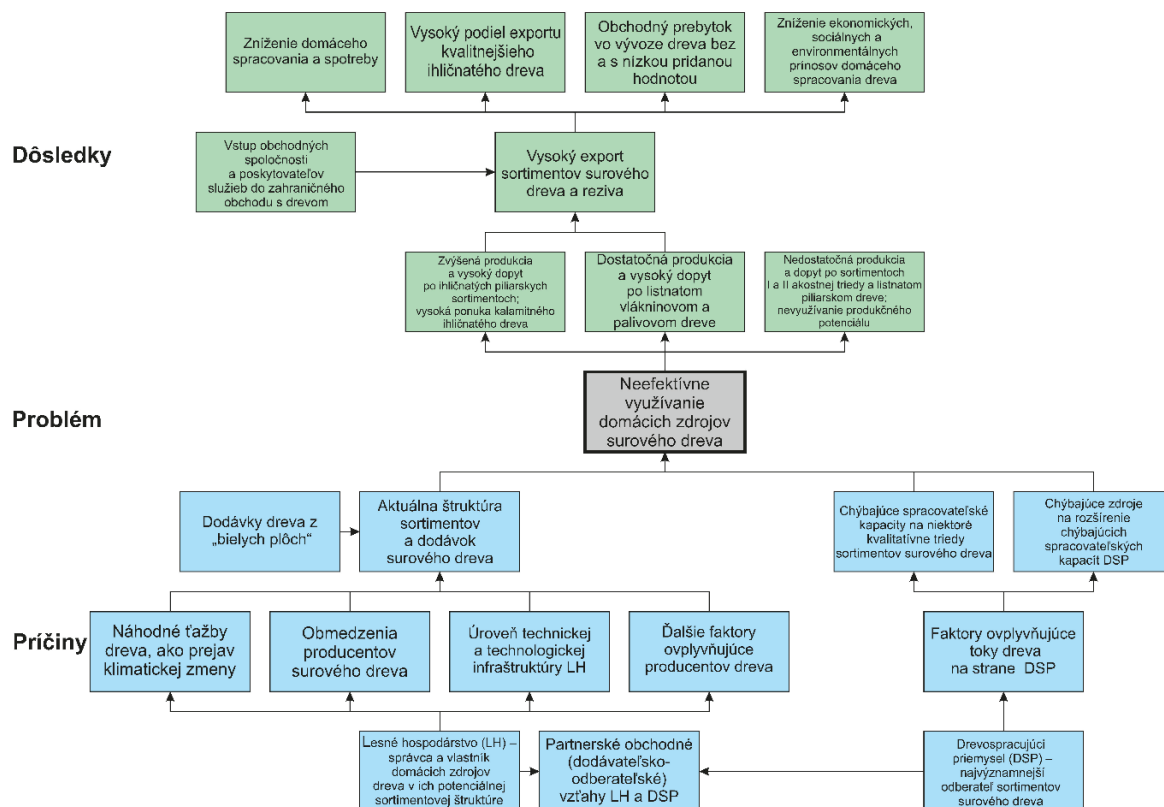 Zníženie domáceho
spracovania a spotreby
Vysoký podiel exportu
kvalitnejšieho
ihličnatého dreva
Obchodný prebytok
vo vývoze dreva bez
a s nízkou pridanou
hodnotou
Zníženie ekonomických,
sociálnych a
environmentálnych
prínosov domáceho
spracovania dreva
Dôsledky
Vstup obchodných
spoločností
a poskytovateľov
služieb do zahraničného
obchodu s drevom
Vysoký export
sortimentov surového
dreva a reziva
Zvýšená produkcia
a vysoký dopyt
po ihličnatých piliarskych
sortimentoch;
vysoká ponuka kalamitného
ihličnatého dreva
Dostatočná produkcia
a vysoký dopyt
po listnatom
vlákninovom a
palivovom dreve
Nedostatočná produkcia
a dopyt po sortimentoch
I a II akostnej triedy a listnatom
piliarskom dreve;
nevyužívanie produkčného
potenciálu
Problém
Neefektívne
využívanie
domácich zdrojov
surového dreva
Dodávky dreva z
„bielych plôch“
Aktuálna štruktúra
sortimentov
a dodávok
surového dreva
Chýbajúce spracovateľské
kapacity na niektoré
kvalitatívne triedy
sortimentov surového dreva
Chýbajúce zdroje
na rozšírenie
chýbajúcich
spracovateľských
kapacít DSP
Príčiny
Náhodné ťažby
dreva, ako prejav
klimatickej zmeny
Obmedzenia
producentov
surového dreva
Úroveň technickej
a technologickej
infraštruktúry LH
Ďalšie faktory
ovplyvňujúce
producentov dreva
Faktory ovplyvňujúce
toky dreva
na strane DSP
Lesné hospodárstvo (LH) –
správca a vlastník
domácich zdrojov
dreva v ich potenciálnej
sortimentovej štruktúre
Partnerské obchodné
(dodávateľsko-
odberateľské)
vzťahy LH a DSP
Drevospracujúci
priemysel (DSP) –
najvýznamnejší
odberateľ sortimentov
surového dreva